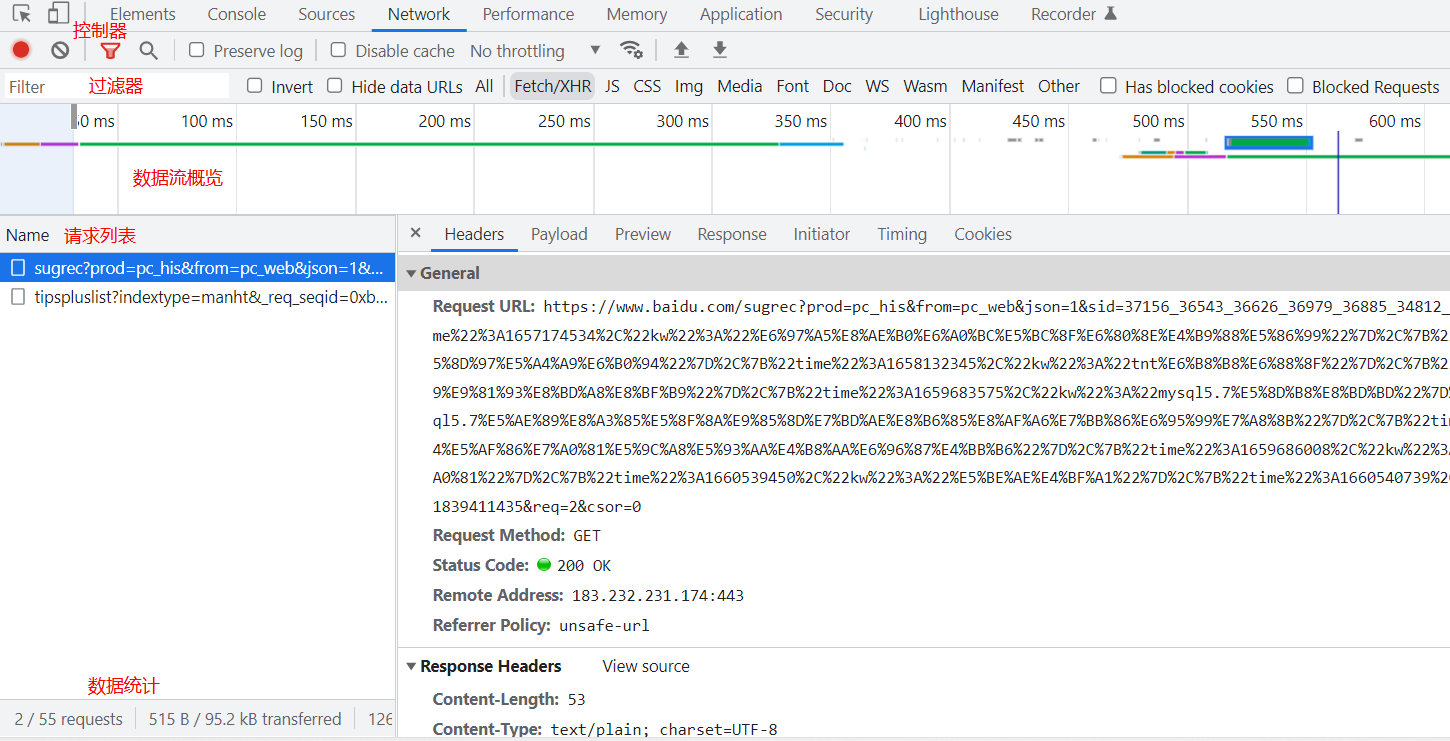 Elements Console Sources Network Performance Memory Application Security Lighthouse Recorder
控制器
Preserve log Disable cache No throttling
Filter 过滤器 Invert Hide data URLs All Fetch/XHR JS CSS Img Media Font Doc WS Wasm Manifest Other Has blocked cookies Blocked Requests
0 ms 100 ms 150 ms 200 ms 250 ms 300 ms 350 ms 400 ms 450 ms 500 ms 550 ms 600 ms
数据流概览
Name 请求列表
sugrec?prod=pc_his&from=pc_web&json=1&...
tipspluslist?indextype=manht&_req_seqid=0xb...
数据统计
2 / 55 requests 515 B / 95.2 kB transferred 126
× Headers Payload Preview Response Initiator Timing Cookies
General
Request URL: https://www.baidu.com/sugrec?prod=pc_his&from=pc_web&json=1&sid=37156_36543_36626_36979_36885_34812_
me%22%3A1657174534%2C%22kw%22%3A%22%E6%97%A5%E8%AE%B0%E6%A0%BC%E5%BC%8F%E6%80%8E%E4%B9%88%E5%86%99%22%7D%2C%7B%2
5%8D%97%E5%A4%A9%E6%B0%94%22%7D%2C%7B%22time%22%3A1658132345%2C%22kw%22%3A%22tnt%E6%B8%B8%E6%88%8F%22%7D%2C%7B%2
9%E9%81%93%E8%BD%A8%E8%BF%B9%22%7D%2C%7B%22time%22%3A1659683575%2C%22kw%22%3A%22mysql5.7%E5%8D%B8%E8%BD%BD%22%7D%
ql5.7%E5%AE%89%E8%A3%85%E5%8F%8A%E9%85%8D%E7%BD%AE%E8%B6%85%E8%AF%A6%E7%BB%86%E6%95%99%E7%A8%8B%22%7D%2C%7B%22tim
4%E5%AF%86%E7%A0%81%E5%9C%A8%E5%93%AA%E4%B8%AA%E6%96%87%E4%BB%B6%22%7D%2C%7B%22time%22%3A1659686008%2C%22kw%22%3A
A0%81%22%7D%2C%7B%22time%22%3A1660539450%2C%22kw%22%3A%22%E5%BE%AE%E4%BF%A1%22%7D%2C%7B%22time%22%3A1660540739%2C
1839411435&req=2&csor=0
Request Method: GET
Status Code: 200 OK
Remote Address: 183.232.231.174:443
Referrer Policy: unsafe-url
Response Headers View source
Content-Length: 53
Content-Type: text/plain; charset=UTF-8